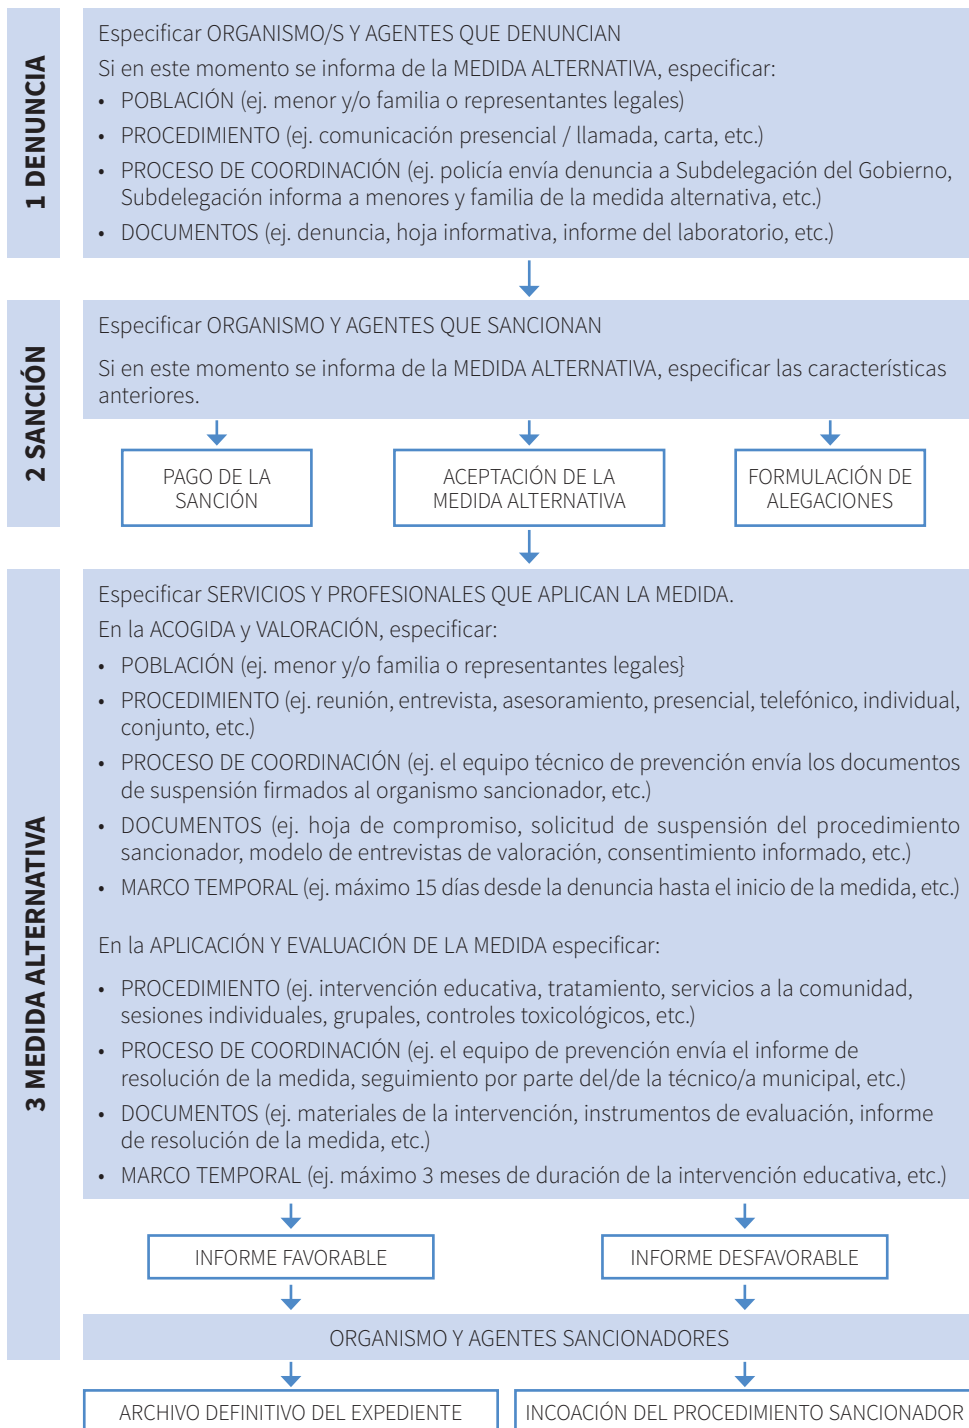 1 DENUNCIA
Especificar ORGANISMO/S Y AGENTES QUE DENUNCIAN
Si en este momento se informa de la MEDIDA ALTERNATIVA, especificar:
• POBLACIÓN (ej. menor y/o familia o representantes legales)
• PROCEDIMIENTO (ej. comunicación presencial / llamada, carta, etc.)
• PROCESO DE COORDINACIÓN (ej. policía envía denuncia a Subdelegación del Gobierno,
Subdelegación informa a menores y familia de la medida alternativa, etc.)
• DOCUMENTOS (ej. denuncia, hoja informativa, informe del laboratorio, etc.)
2 SANCIÓN
Especificar ORGANISMO Y AGENTES QUE SANCIONAN
Si en este momento se informa de la MEDIDA ALTERNATIVA, especificar las características
anteriores.
PAGO DE LA
SANCIÓN
ACEPTACIÓN DE LA
MEDIDA ALTERNATIVA
FORMULACIÓN DE
ALEGACIONES
3 MEDIDA ALTERNATIVA
Especificar SERVICIOS Y PROFESIONALES QUE APLICAN LA MEDIDA.
En la ACOGIDA y VALORACIÓN, especificar:
• POBLACIÓN (ej. menor y/o familia o representantes legales}
• PROCEDIMIENTO (ej. reunión, entrevista, asesoramiento, presencial, telefónico, individual,
conjunto, etc.)
• PROCESO DE COORDINACIÓN (ej. el equipo técnico de prevención envía los documentos
de suspensión firmados al organismo sancionador, etc.)
• DOCUMENTOS (ej. hoja de compromiso, solicitud de suspensión del procedimiento
sancionador, modelo de entrevistas de valoración, consentimiento informado, etc.)
• MARCO TEMPORAL (ej. máximo 15 días desde la denuncia hasta el inicio de la medida, etc.)
En la APLICACIÓN Y EVALUACIÓN DE LA MEDIDA especificar:
• PROCEDIMIENTO (ej. intervención educativa, tratamiento, servicios a la comunidad,
sesiones individuales, grupales, controles toxicológicos, etc.)
• PROCESO DE COORDINACIÓN (ej. el equipo de prevención envía el informe de
resolución de la medida, seguimiento por parte del/de la técnico/a municipal, etc.)
• DOCUMENTOS (ej. materiales de la intervención, instrumentos de evaluación, informe
de resolución de la medida, etc.)
• MARCO TEMPORAL (ej. máximo 3 meses de duración de la intervención educativa, etc.)
INFORME FAVORABLE
INFORME DESFAVORABLE
ORGANISMO Y AGENTES SANCIONADORES
ARCHIVO DEFINITIVO DEL EXPEDIENTE
INCOACIÓN DEL PROCEDIMIENTO SANCIONADOR